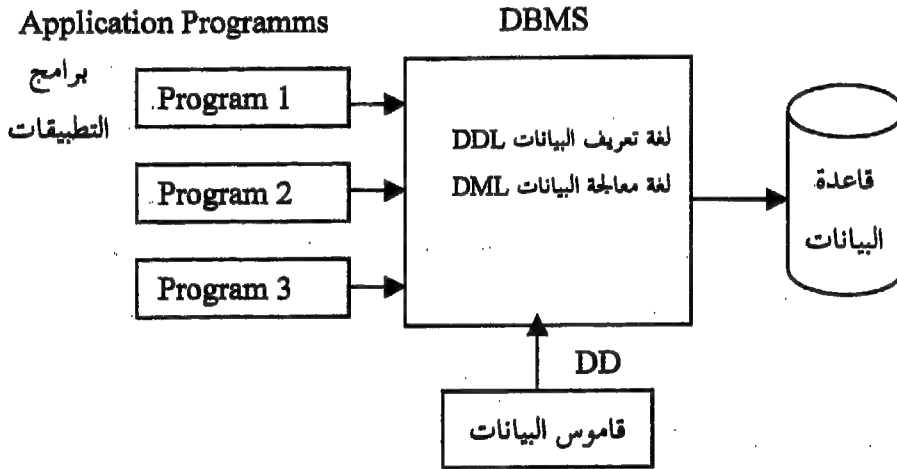 Application Programms
DBMS
برامج
التطبيقات
Program 1
Program 2
Program 3
لغة تعريف البيانات DDL
لغة معالجة البيانات DML
قاعدة
البيانات
DD
قاموس البيانات